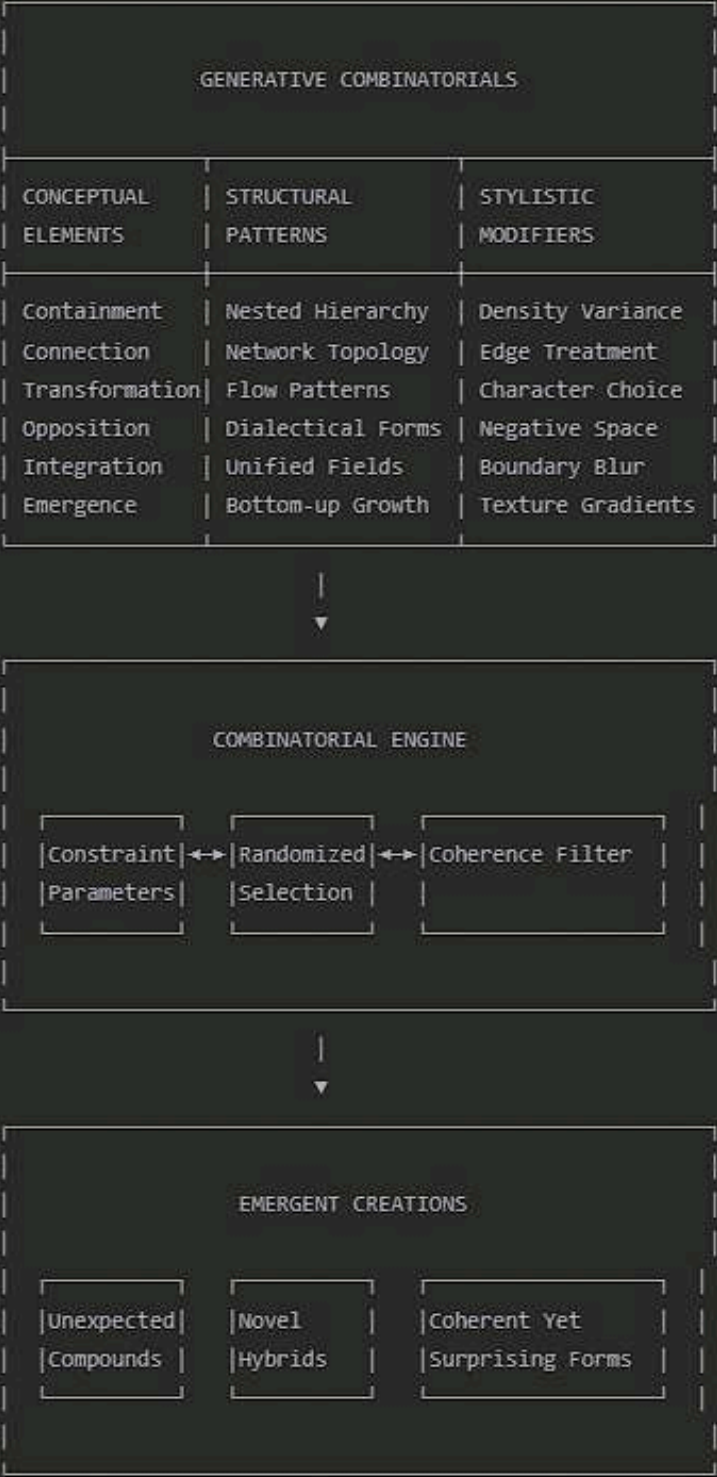 GENERATIVE COMBINATORIALS
CONCEPTUAL STRUCTURAL STYLISTIC
ELEMENTS PATTERNS MODIFIERS
Containment Nested Hierarchy Density Variance
Connection Network Topology Edge Treatment
Transformation Flow Patterns Character Choice
Opposition Dialectical Forms Negative Space
Integration Unified Fields Boundary Blur
Emergence Bottom-up Growth Texture Gradients
COMBINATORIAL ENGINE
Constraint Randomized Coherence Filter
Parameters Selection
EMERGENT CREATIONS
Unexpected Novel Coherent Yet
Compounds Hybrids Surprising Forms